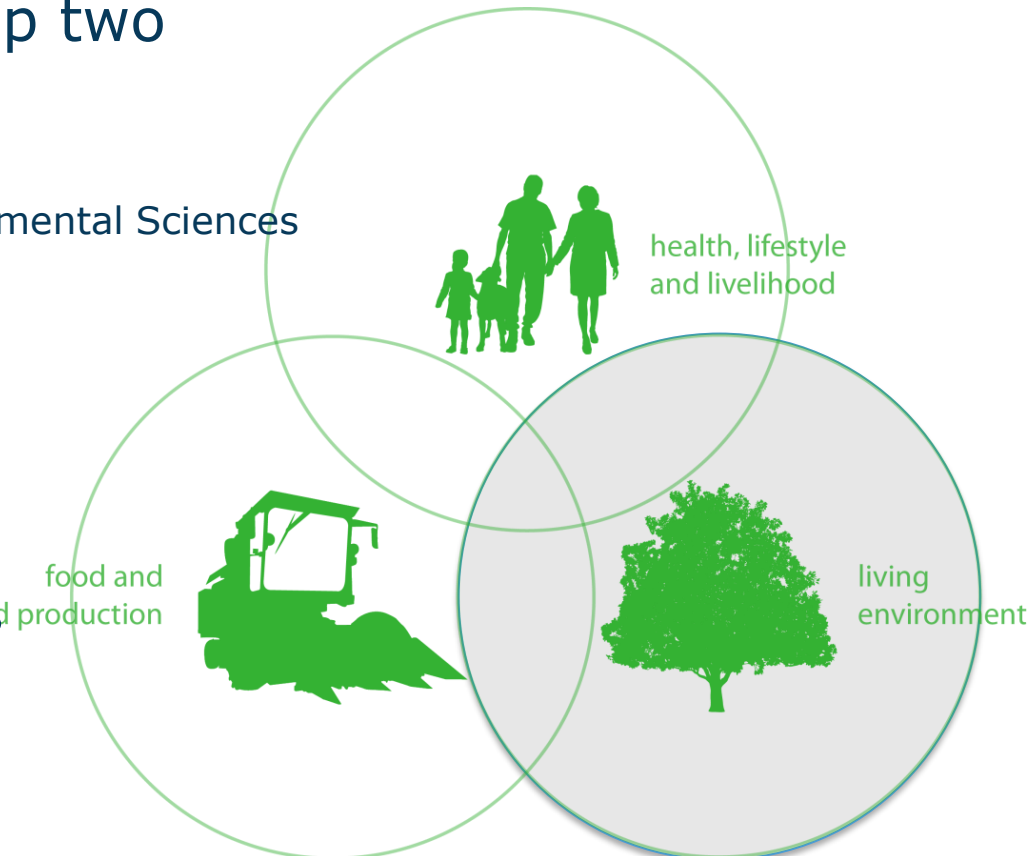 p two
mental Sciences
health, lifestyle
and livelihood
food and
d production
living
environment